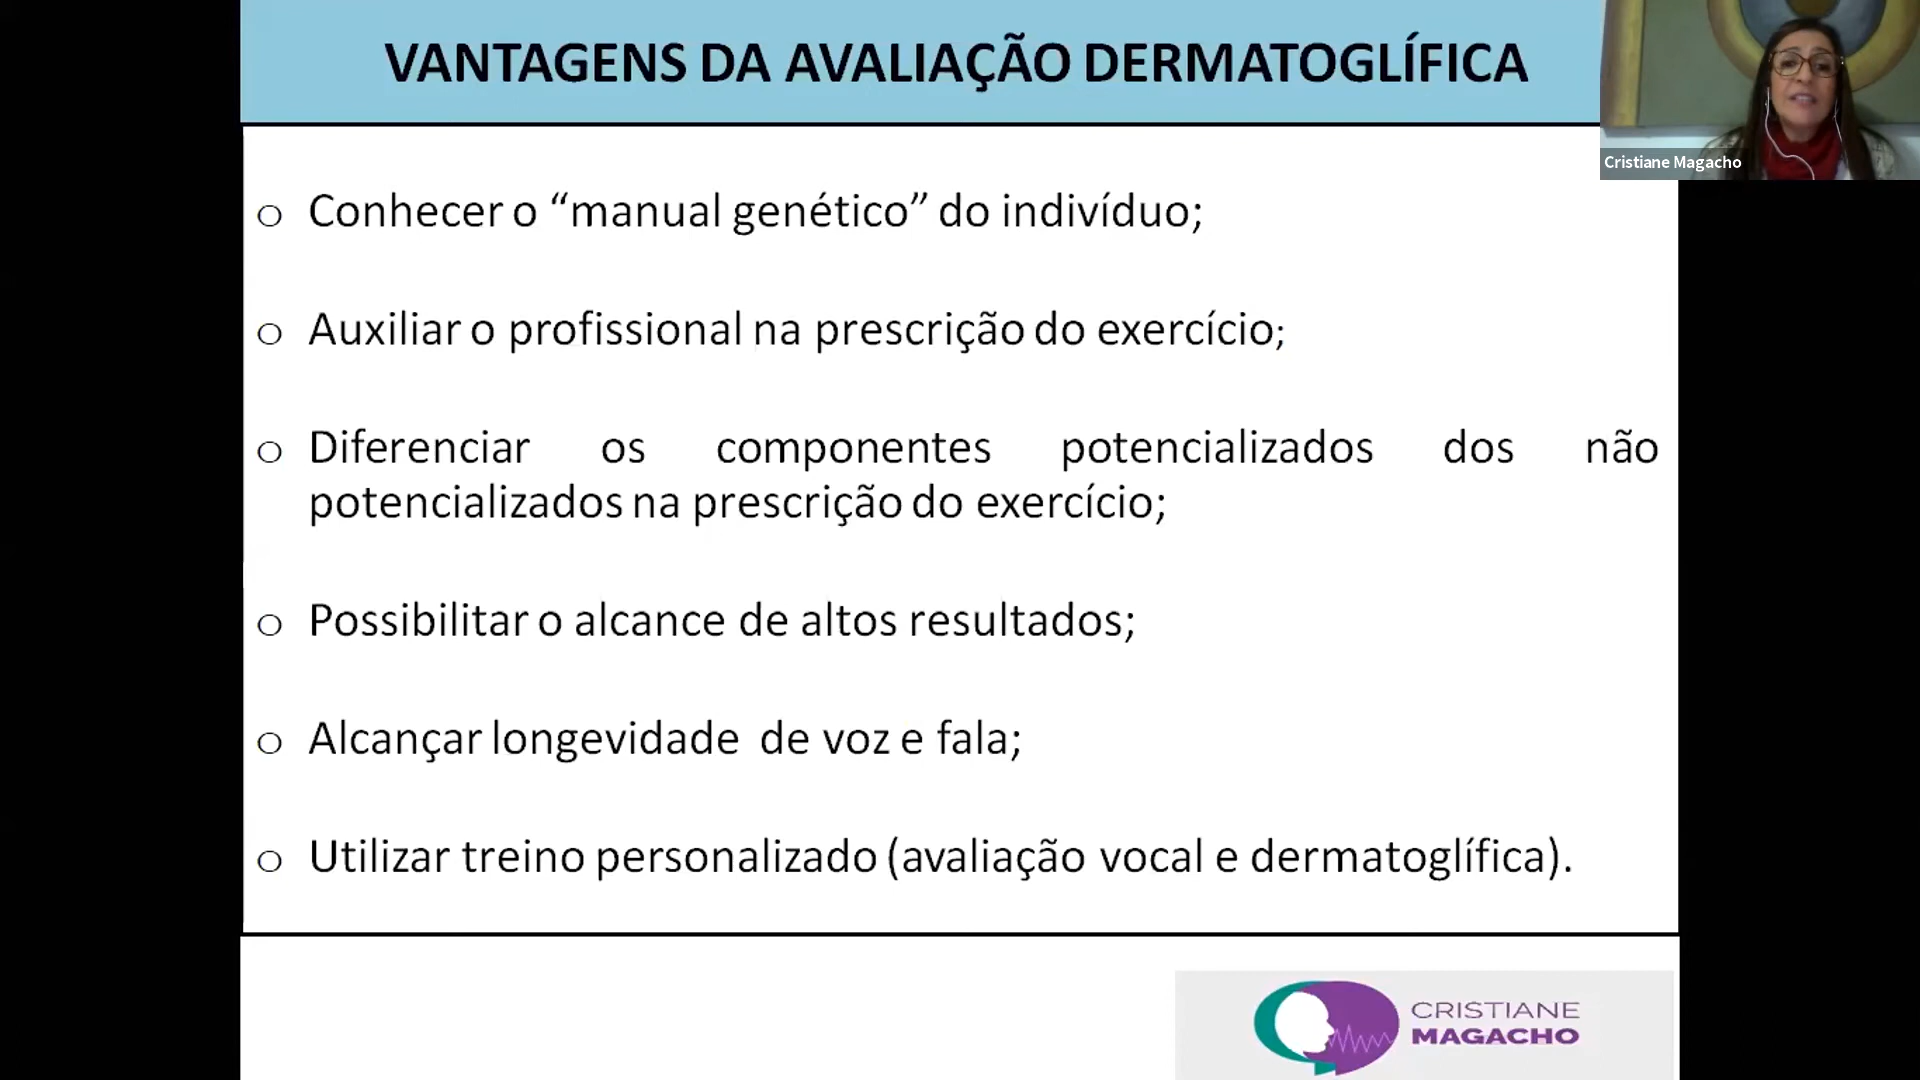 VANTAGENS DA AVALIAÇÃO DERMATOGLÍFICA
Cristiane Magacho
o Conhecer o “manual genético” do indivíduo;
o Auxiliar o profissional na prescrição do exercício;
o Diferenciar os componentes potencializados dos não
potencializados na prescrição do exercício;
o Possibilitar o alcance de altos resultados;
o Alcançar longevidade de voz e fala;
o Utilizar treino personalizado (avaliação vocal e dermatoglífica).
CRISTIANE
MAGACHO